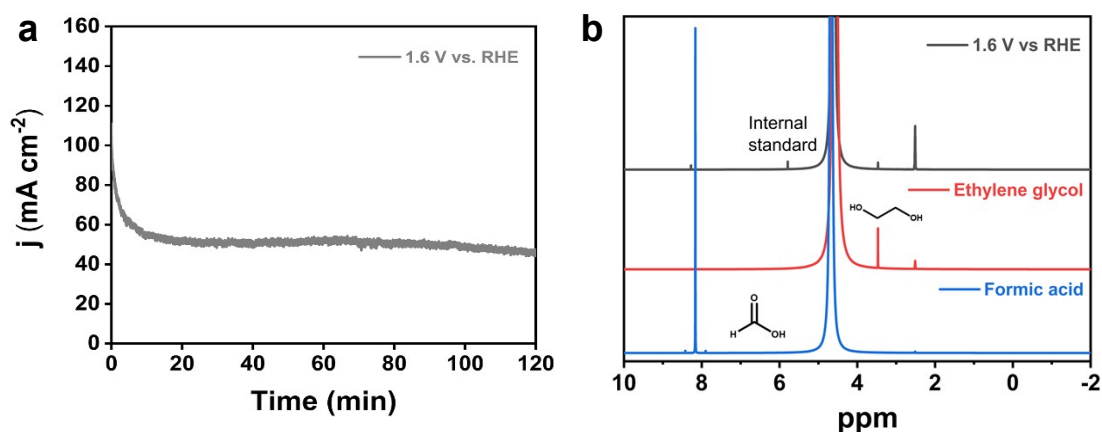 a
160
140
120
100
80
60
40
20
0
j (mA cm⁻²)
1.6 V vs. RHE
0 20 40 60 80 100 120
Time (min)
b
1.6 V vs RHE
Internal
standard
Ethylene glycol
HO
OH
Formic acid
O
H OH
10 8 6 4 2 0 -2
ppm